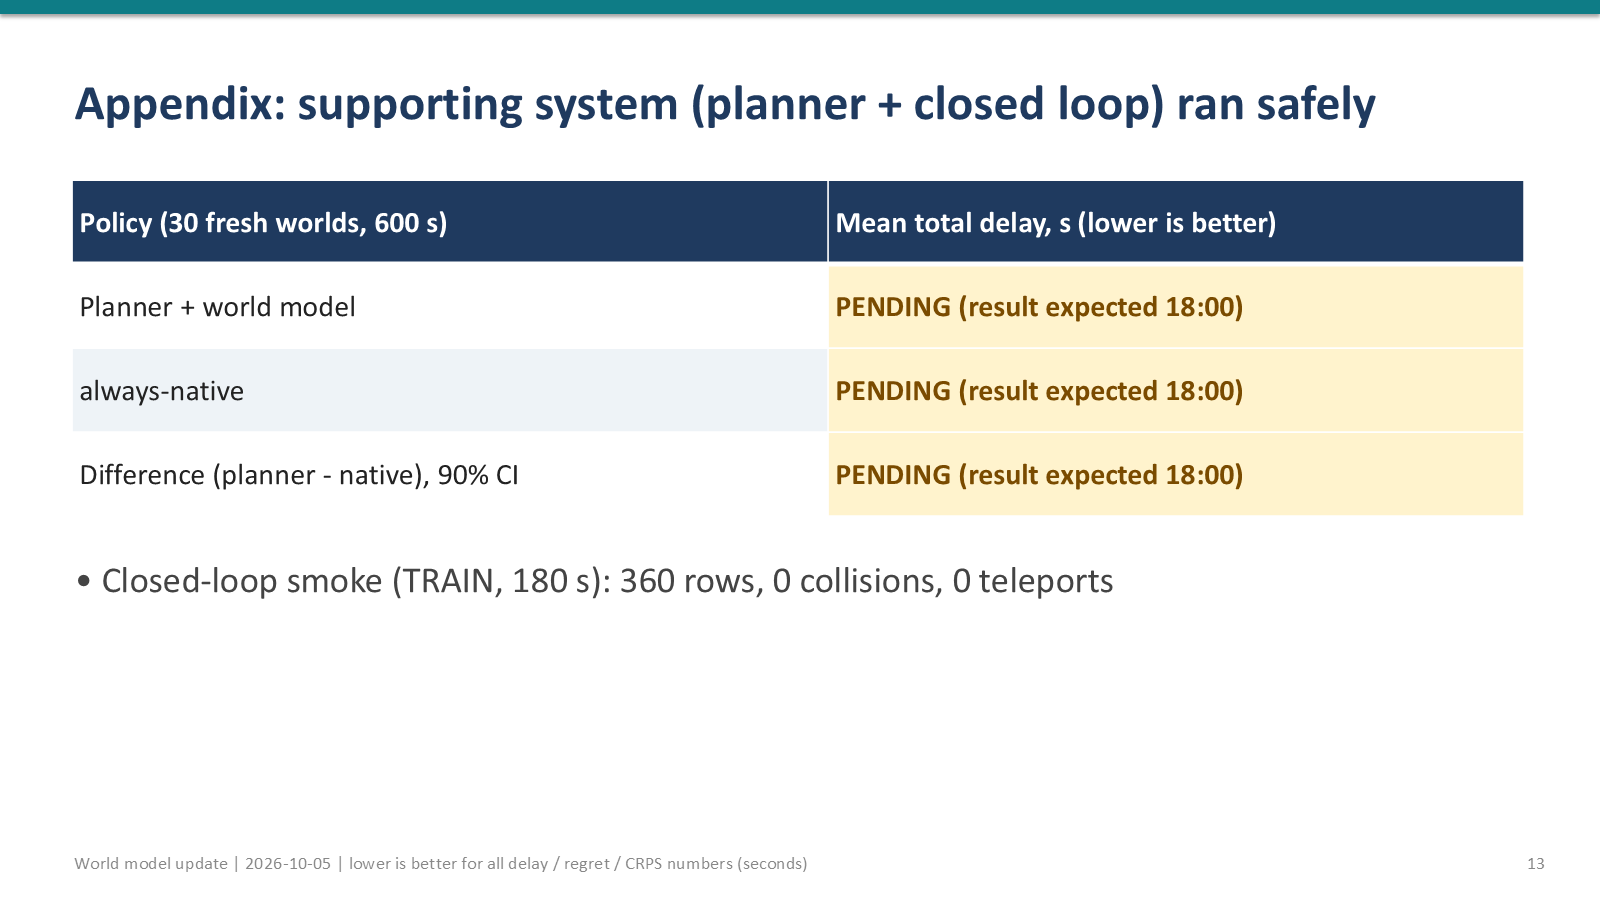 Appendix: supporting system (planner + closed loop) ran safely
Policy (30 fresh worlds, 600 s)
Mean total delay, s (lower is better)
Planner + world model
PENDING (result expected 18:00)
always-native
PENDING (result expected 18:00)
Difference (planner - native), 90% CI
PENDING (result expected 18:00)
• Closed-loop smoke (TRAIN, 180 s): 360 rows, 0 collisions, 0 teleports
World model update | 2026-10-05 | lower is better for all delay / regret / CRPS numbers (seconds)
13